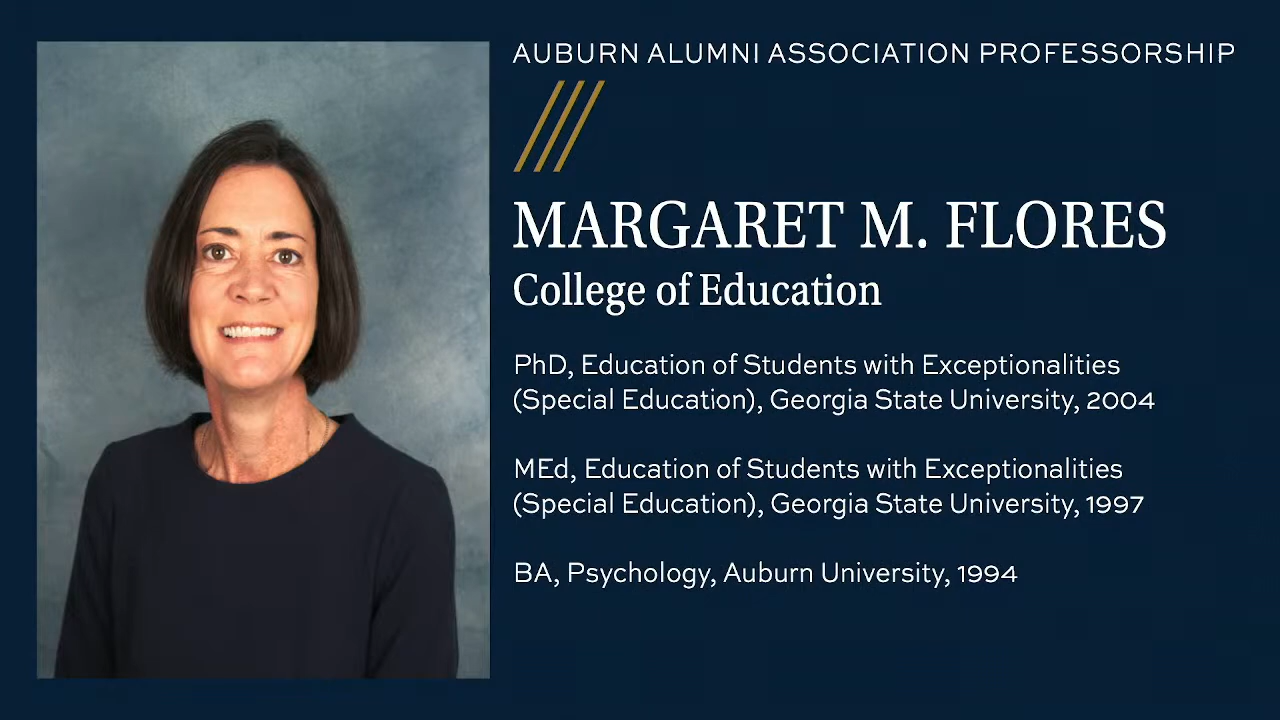 AUBURN ALUMNI ASSOCIATION PROFESSORSHIP
MARGARET M. FLORES
College of Education
PhD, Education of Students with Exceptionalities
(Special Education), Georgia State University, 2004
MEd, Education of Students with Exceptionalities
(Special Education), Georgia State University, 1997
BA, Psychology, Auburn University, 1994